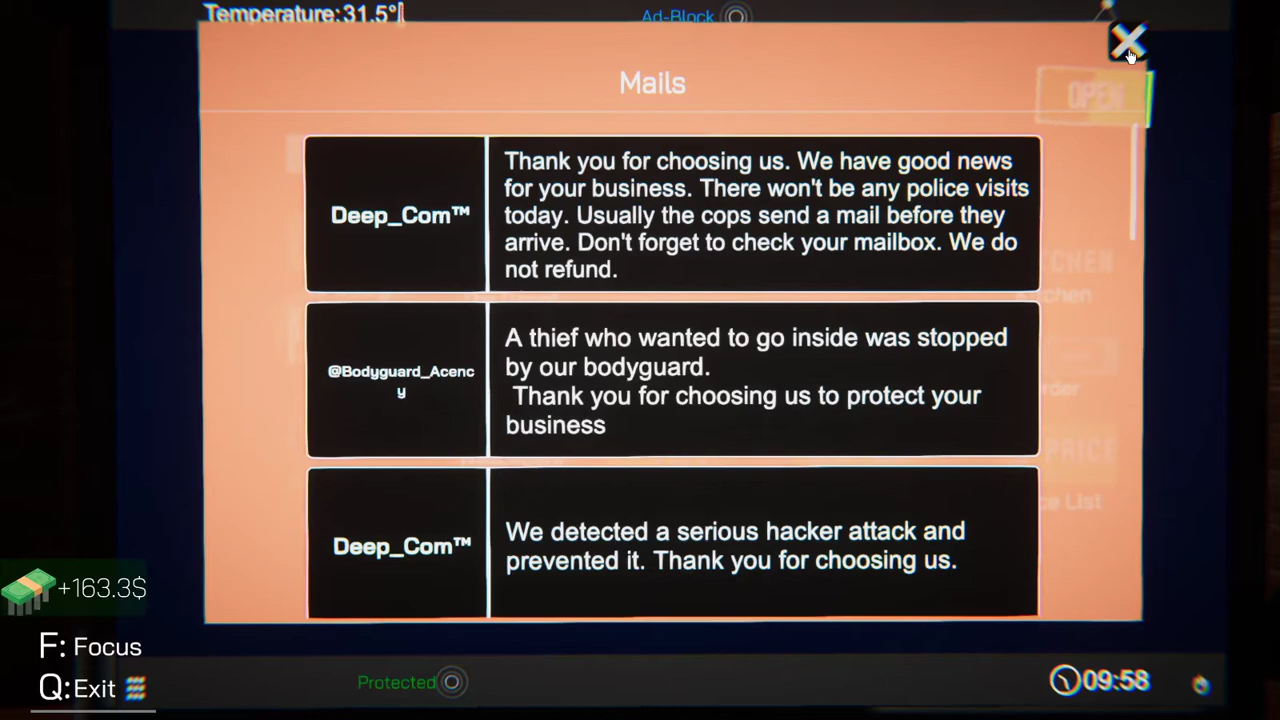 Temperature:31.5°
Ad-Block
Mails
OPEN
Deep_Com™
Thank you for choosing us. We have good news
for your business. There won't be any police visits
today. Usually the cops send a mail before they
arrive. Don't forget to check your mailbox. We do
not refund.
@Bodyguard_Acenc
y
A thief who wanted to go inside was stopped
by our bodyguard.
Thank you for choosing us to protect your
business
Deep_Com™
We detected a serious hacker attack and
prevented it. Thank you for choosing us.
PRICE
+163.3$
F: Focus
Q:Exit
Protected
09:58